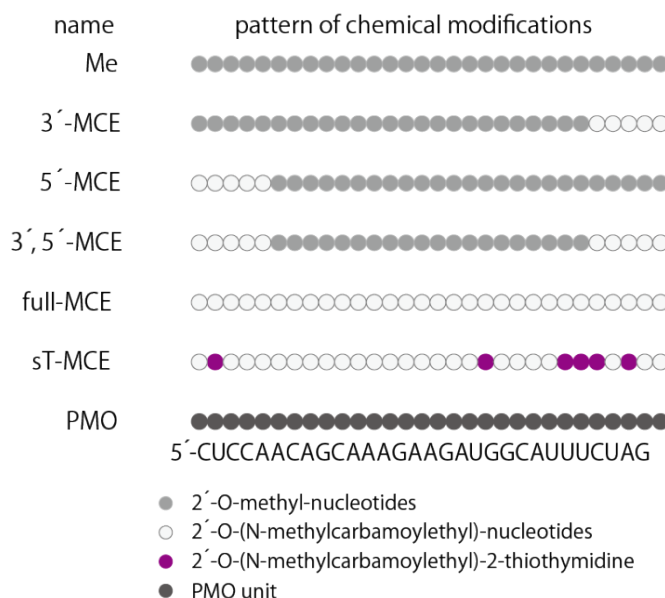 name pattern of chemical modifications
Me
3´-MCE
5´-MCE
3´, 5´-MCE
full-MCE
sT-MCE
PMO
5´-CUCCAACAGCAAAGAAGAUGGCAUUUCUAG
2´-O-methyl-nucleotides
2´-O-(N-methylcarbamoylethyl)-nucleotides
2´-O-(N-methylcarbamoylethyl)-2-thiothymidine
PMO unit